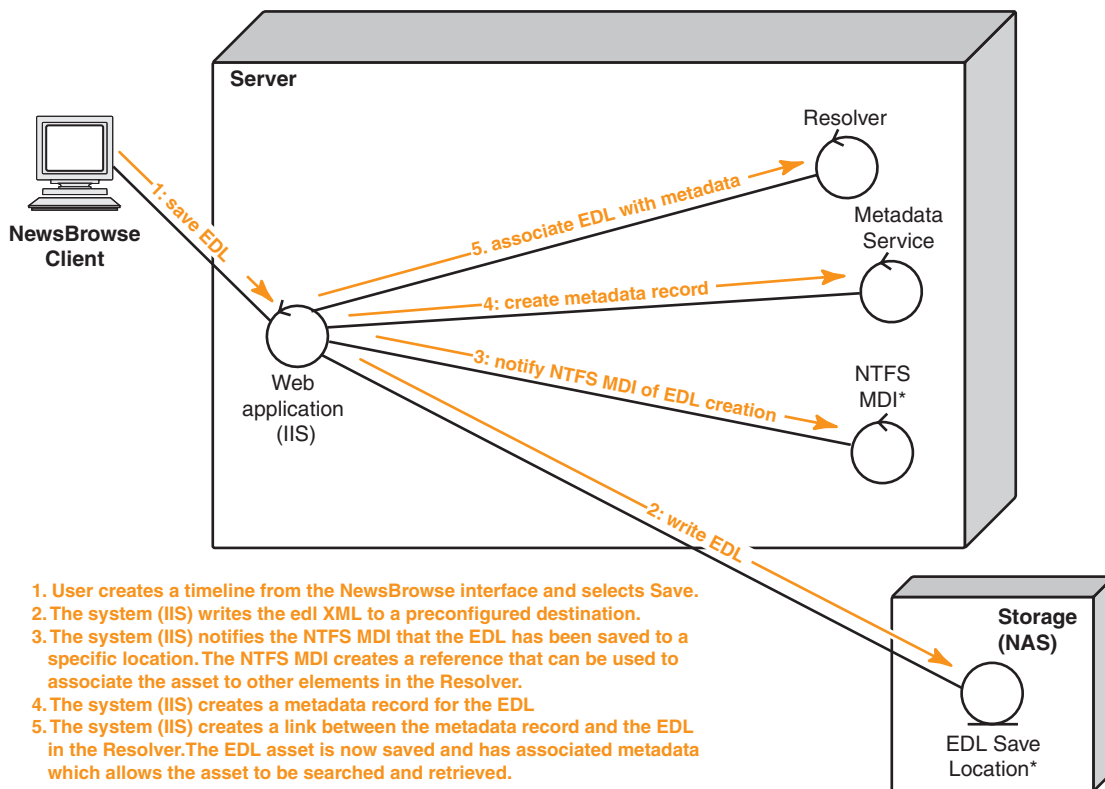 Server
Resolver
1: save EDL
5. associate EDL with metadata
NewsBrowse
Client
Metadata
Service
4: create metadata record
3: notify NTFS MDI of EDL creation
Web
application
(IIS)
NTFS
MDI*
2: write EDL
1. User creates a timeline from the NewsBrowse interface and selects Save.
2. The system (IIS) writes the edl XML to a preconfigured destination.
3. The system (IIS) notifies the NTFS MDI that the EDL has been saved to a
specific location. The NTFS MDI creates a reference that can be used to
associate the asset to other elements in the Resolver.
4. The system (IIS) creates a metadata record for the EDL
5. The system (IIS) creates a link between the metadata record and the EDL
in the Resolver.The EDL asset is now saved and has associated metadata
which allows the asset to be searched and retrieved.
Storage
(NAS)
EDL Save
Location*